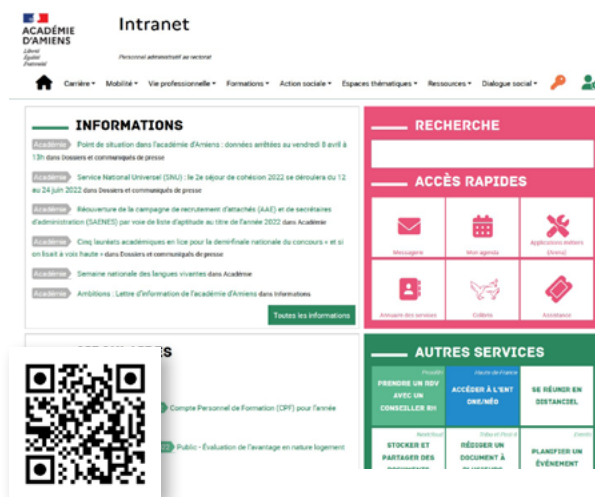 ACADÉMIE
D'AMIENS
Liberté
Égalité
Fraternité
Intranet
Personnel administratif au rectorat
Carrière
Mobilité
Vie professionnelle
Formations
Action sociale
Espaces thématiques
Ressources
Dialogue social
INFORMATIONS
Académie Point de situation dans l'académie d'Amiens : données arrêtées au vendredi 8 avril à
13h dans Dossiers et communiqués de presse
Académie Service National Universel (SNU) : le 2e séjour de cohésion 2022 se déroulera du 12
au 24 juin 2022 dans Dossiers et communiqués de presse
Académie Réouverture de la campagne de recrutement d'attachés (AAE) et de secrétaires
d'administration (SAENES) par voie de liste d'aptitude au titre de l'année 2022 dans Académie
Académie Cinq lauréats académiques en lice pour la demi-finale nationale du concours « et si
on lisait à voix haute » dans Dossiers et communiqués de presse
Académie Semaine nationale des langues vivantes dans Académie
Académie Ambitions : Lettre d'information de l'académie d'Amiens dans Informations
Toutes les informations
RECHERCHE
ACCÈS RAPIDES
Messagerie
Mon agenda
Applications métiers
(Arena)
Annuaire des services
Colibris
Assistance
Compte Personnel de Formation (CPF) pour l'année
Public - Évaluation de l'avantage en nature logement
AUTRES SERVICES
PRENDRE UN RDV
AVEC UN
CONSEILLER RH
Hauts-de-France
ACCÉDER À L'ENT
ONE/NÉO
SE RÉUNIR EN
DISTANCIEL
STOCKER ET
PARTAGER DES
DOCUMENTS
RÉDIGER UN
DOCUMENT À
PLUSIEURS
PLANIFIER UN
ÉVÉNEMENT